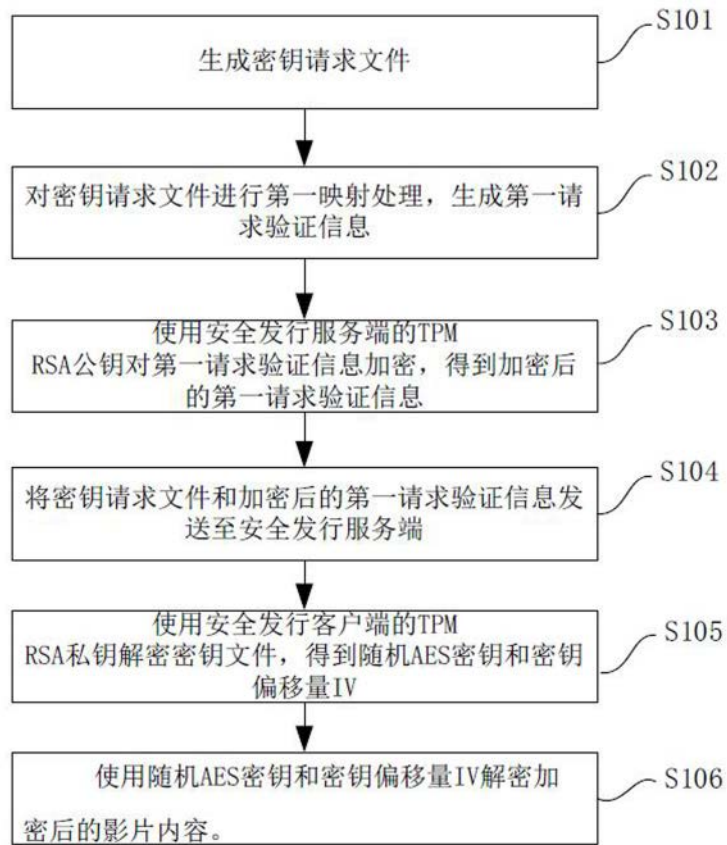 生成密钥请求文件
S101
对密钥请求文件进行第一映射处理，生成第一请
求验证信息
S102
使用安全发行服务端的TPM
RSA公钥对第一请求验证信息加密，得到加密后
的第一请求验证信息
S103
将密钥请求文件和加密后的第一请求验证信息发
送至安全发行服务端
S104
使用安全发行客户端的TPM
RSA私钥解密密钥文件，得到随机AES密钥和密钥
偏移量IV
S105
使用随机AES密钥和密钥偏移量IV解密加
密后的影片内容。
S106